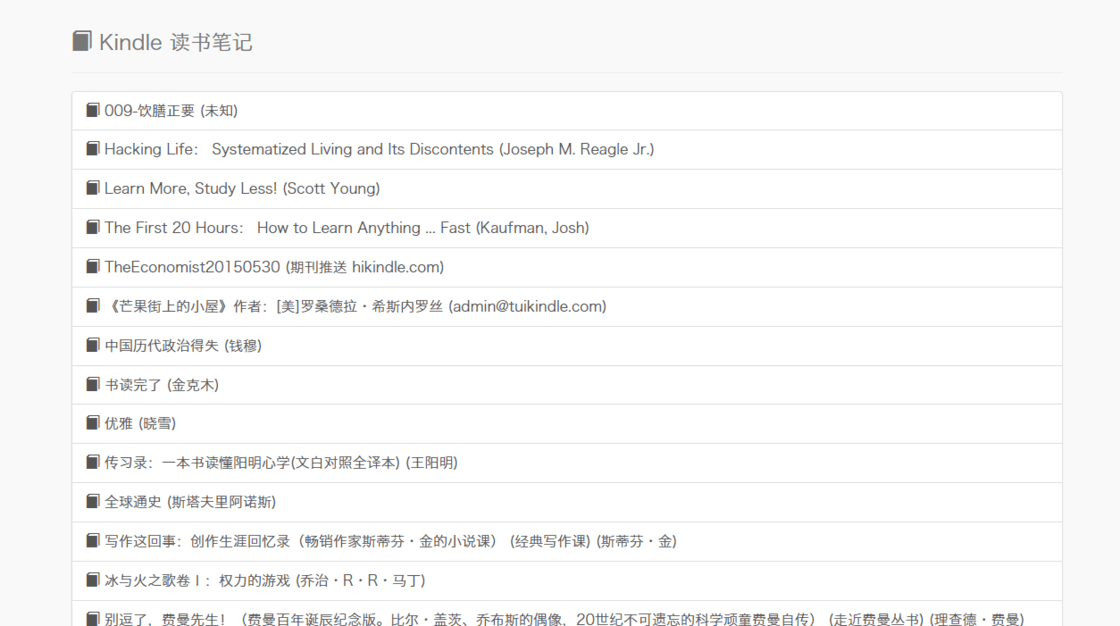 Kindle 读书笔记
009-饮膳正要 (未知)
Hacking Life： Systematized Living and Its Discontents (Joseph M. Reagle Jr.)
Learn More, Study Less! (Scott Young)
The First 20 Hours： How to Learn Anything ... Fast (Kaufman, Josh)
TheEconomist20150530 (期刊推送 hikindle.com)
《芒果街上的小屋》作者：[美]罗桑德拉·希斯内罗丝 (admin@tuikindle.com)
中国历代政治得失 (钱穆)
书读完了 (金克木)
优雅 (晓雪)
传习录：一本书读懂阳明心学(文白对照全译本) (王阳明)
全球通史 (斯塔夫里阿诺斯)
写作这回事：创作生涯回忆录（畅销作家斯蒂芬·金的小说课） (经典写作课) (斯蒂芬·金)
冰与火之歌卷Ⅰ：权力的游戏 (乔治·R·R·马丁)
别逗了，费曼先生！（费曼百年诞辰纪念版。比尔·盖茨、乔布斯的偶像，20世纪不可遗忘的科学顽童费曼自传） (走近费曼丛书) (理查德·费曼)